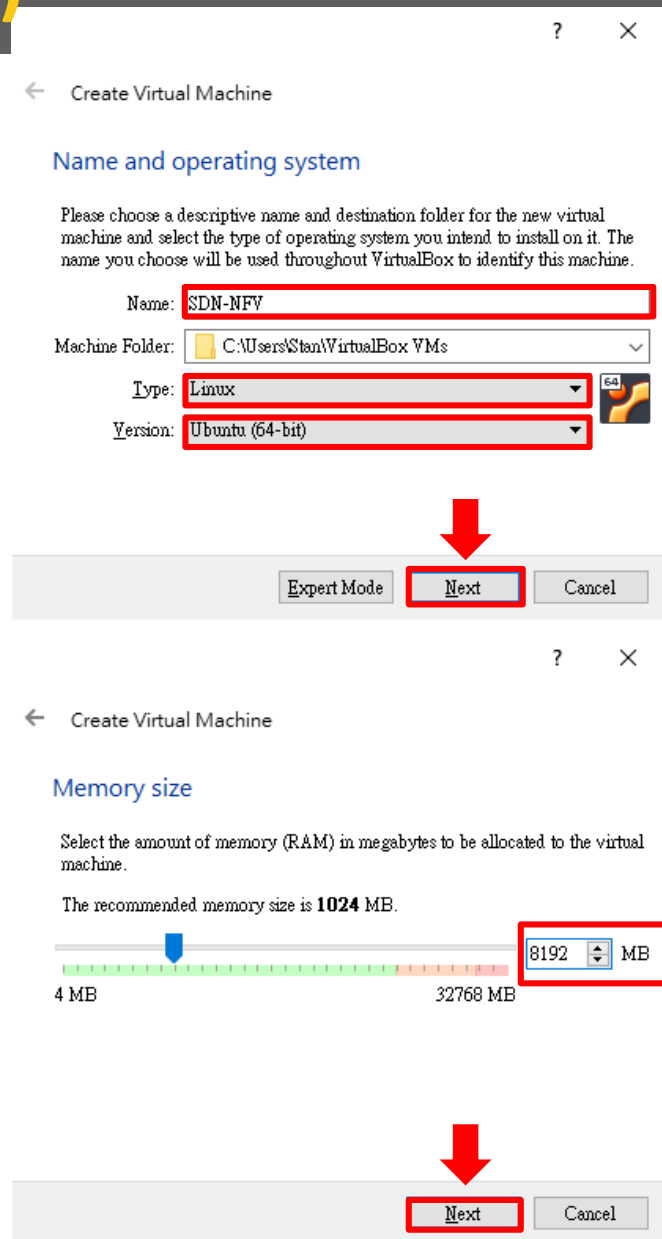 ?
Create Virtual Machine
Name and operating system
Please choose a descriptive name and destination folder for the new virtual
machine and select the type of operating system you intend to install on it. The
name you choose will be used throughout VirtualBox to identify this machine.
Name: SDN-NFV
Machine Folder: C:\Users\Stan\VirtualBox VMs
Type: Linux
64
Version: Ubuntu (64-bit)
Expert Mode Next Cancel
?
Create Virtual Machine
Memory size
Select the amount of memory (RAM) in megabytes to be allocated to the virtual
machine.
The recommended memory size is 1024 MB.
8192 MB
4 MB 32768 MB
Next Cancel